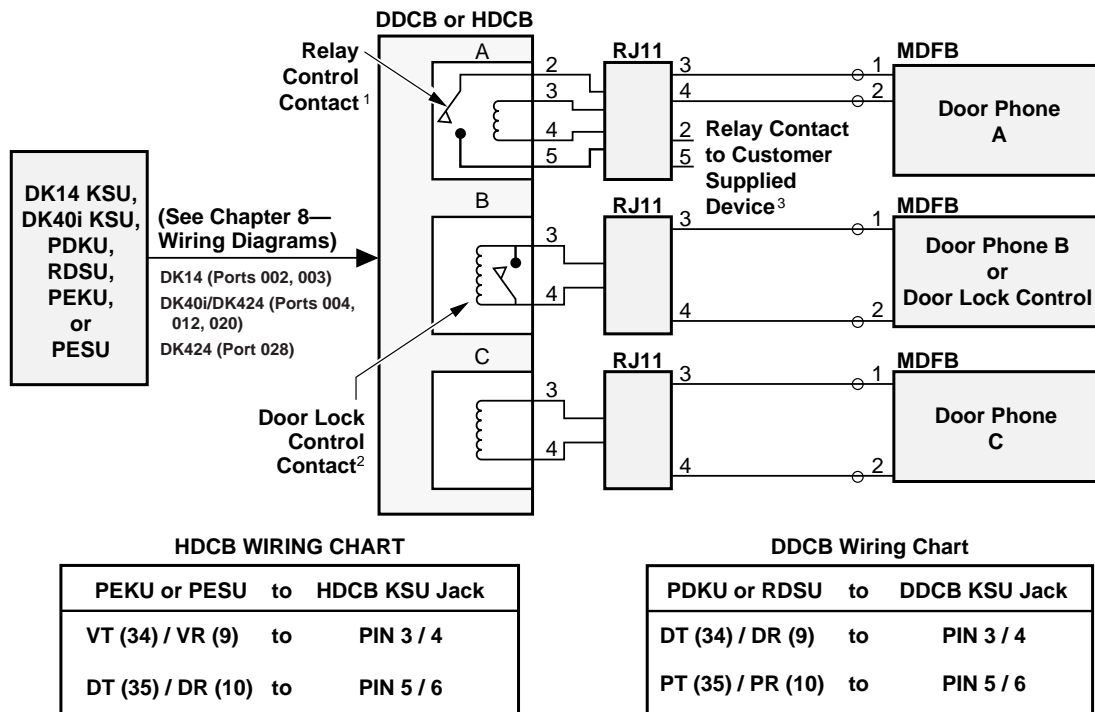 DDCB or HDCB
Relay
Control
Contact 1
A
2
3
4
5
RJ11
3
4
2
5
Relay Contact
to Customer
Supplied
Device 3
MDFB
1
2
Door Phone
A
DK14 KSU,
DK40i KSU,
PDKU,
RDSU,
PEKU,
or
PESU
(See Chapter 8—
Wiring Diagrams)
DK14 (Ports 002, 003)
DK40i/DK424 (Ports 004,
012, 020)
DK424 (Port 028)
B
3
4
RJ11
3
4
MDFB
1
2
Door Phone B
or
Door Lock Control
Door Lock
Control
Contact2
C
3
4
RJ11
3
4
MDFB
1
2
Door Phone
C
HDCB WIRING CHART
PEKU or PESU to HDCB KSU Jack
VT (34) / VR (9) to PIN 3 / 4
DT (35) / DR (10) to PIN 5 / 6
DDCB Wiring Chart
PDKU or RDSU to DDCB KSU Jack
DT (34) / DR (9) to PIN 3 / 4
PT (35) / PR (10) to PIN 5 / 6